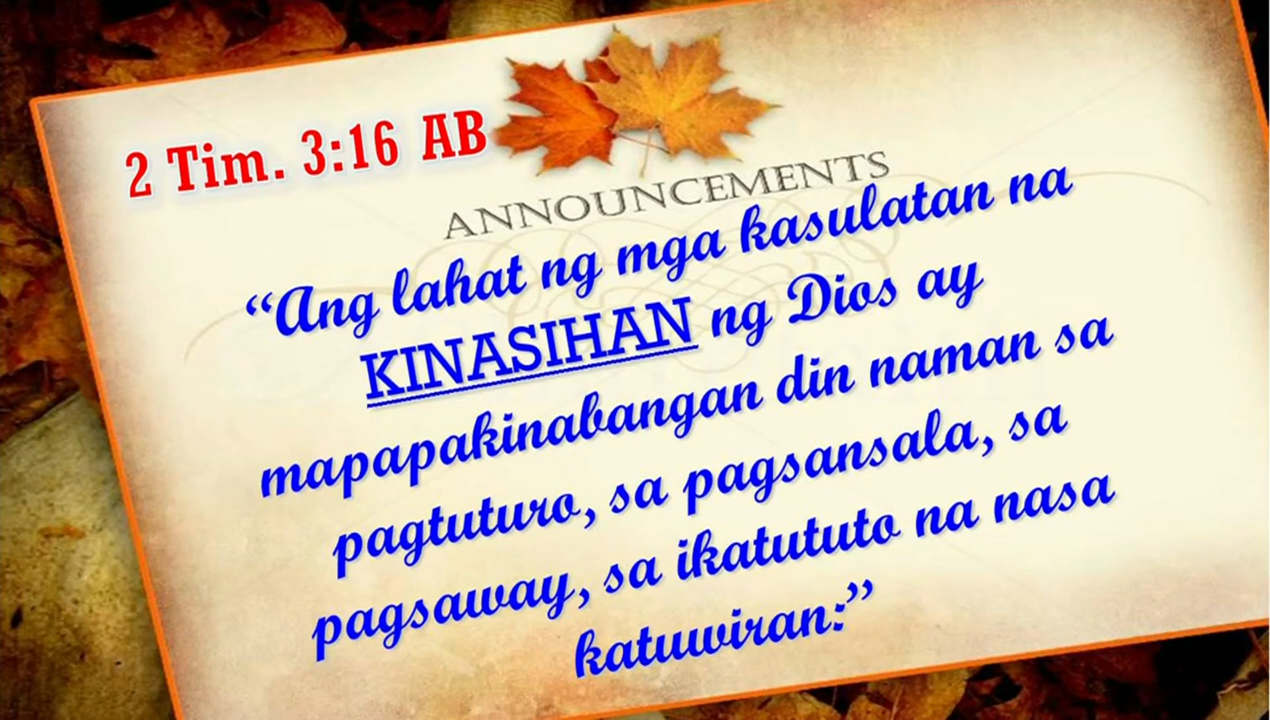 2 Tim. 3:16 AB
ANNOUNCEMENTS
“Ang lahat ng mga kasulatan na
KINASIHAN ng Dios ay
mapapakinabangan din naman sa
pagtuturo, sa pagsansala, sa
pagsaway, sa ikatututo na nasa
katuwiran:”